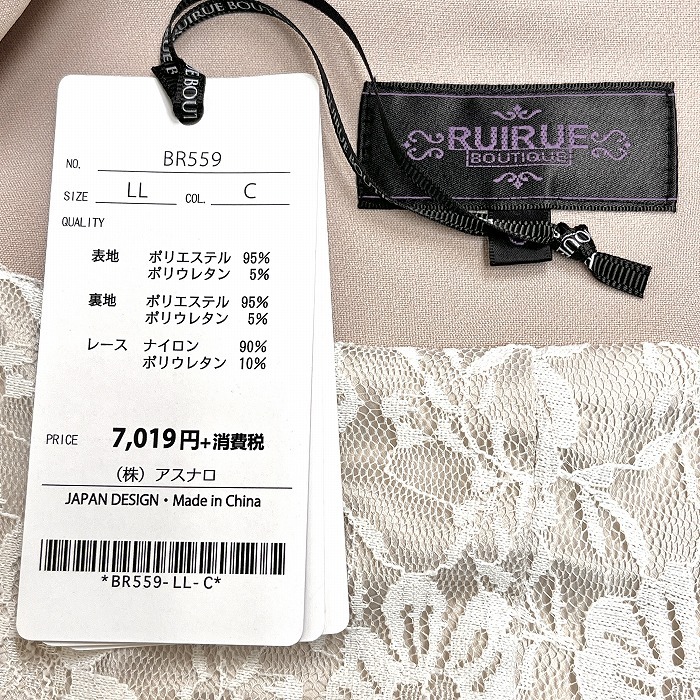 RUIRUE BOUT
UE BOUT
NO. BR559
SIZE LL COL. C
QUALITY
表地 ポリエステル 95%
ポリウレタン 5%
裏地 ポリエステル 95%
ポリウレタン 5%
レース ナイロン 90%
ポリウレタン 10%
PRICE 7,019円+消費税
(株) アスナロ
JAPAN DESIGN・Made in China
*BR559-LL-C*
RUIRUE
BOUTIQUE